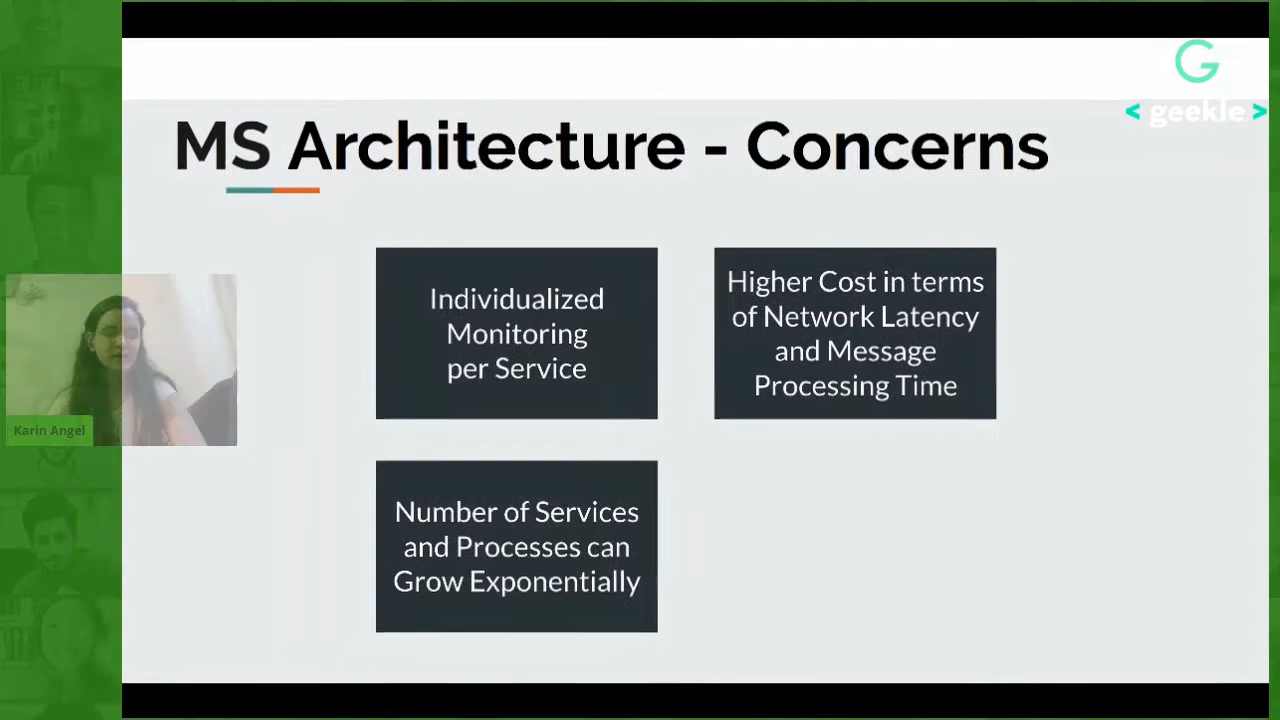 G
< geekle >
MS Architecture - Concerns
Individualized
Monitoring
per Service
Higher Cost in terms
of Network Latency
and Message
Processing Time
Karin Angel
Number of Services
and Processes can
Grow Exponentially